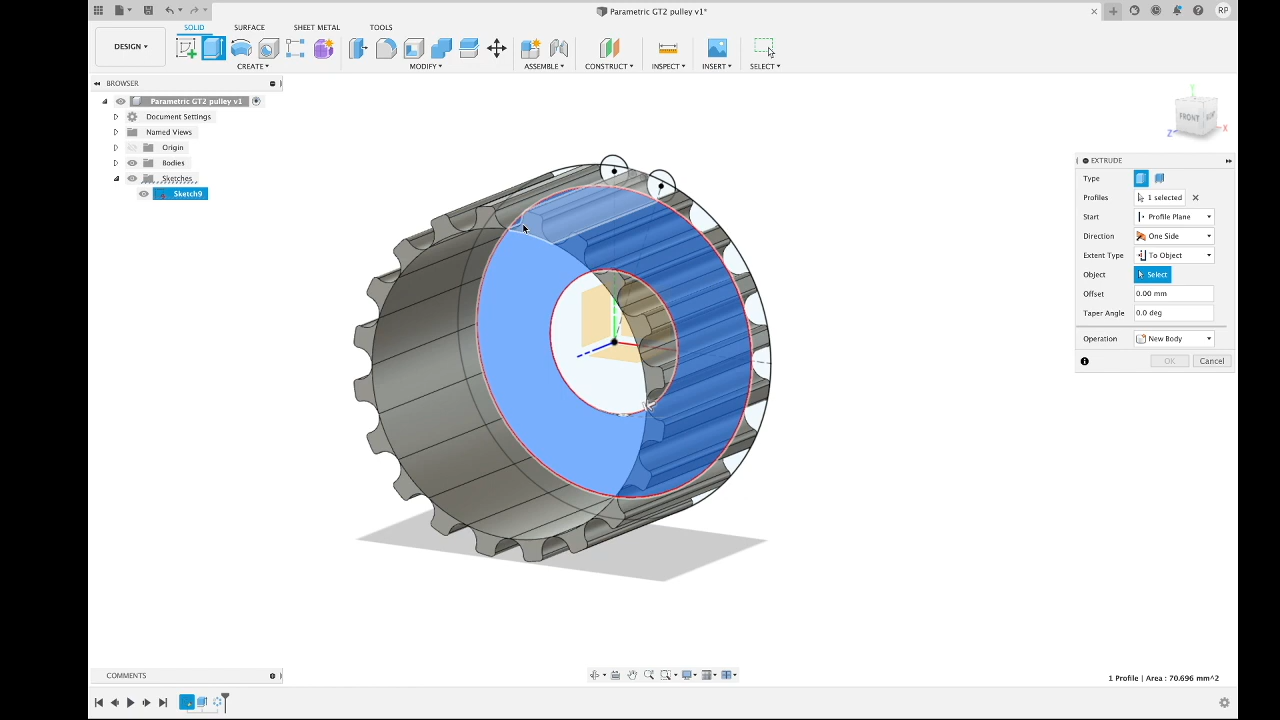 Parametric GT2 pulley v1*
RP
DESIGN
SOLID
SURFACE
SHEET METAL
TOOLS
CREATE
MODIFY
ASSEMBLE
CONSTRUCT
INSPECT
INSERT
SELECT
BROWSER
Parametric GT2 pulley v1
Document Settings
Named Views
Origin
Bodies
Sketches
Sketch9
FRONT
Y
X
Z
EXTRUDE
Type
Profiles 1 selected
Start Profile Plane
Direction One Side
Extent Type To Object
Object Select
Offset 0.00 mm
Taper Angle 0.0 deg
Operation New Body
OK Cancel
COMMENTS
1 Profile | Area : 70.696 mm^2